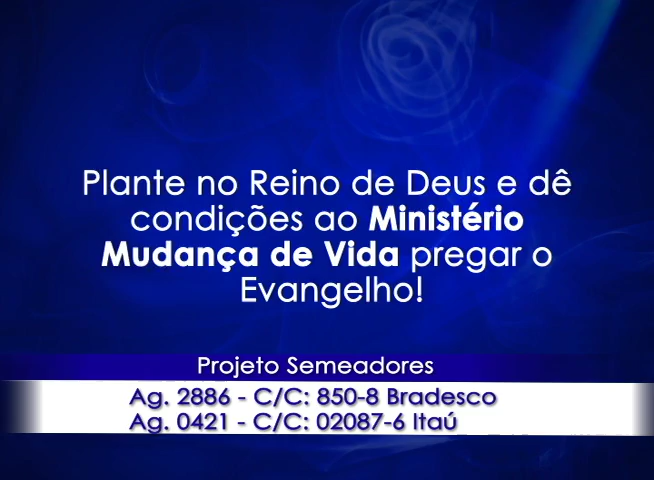 Plante no Reino de Deus e dê
condições ao Ministério
Mudança de Vida pregar o
Evangelho!
Projeto Semeadores
Ag. 2886 - C/C: 850-8 Bradesco
Ag. 0421 - C/C: 02087-6 Itaú